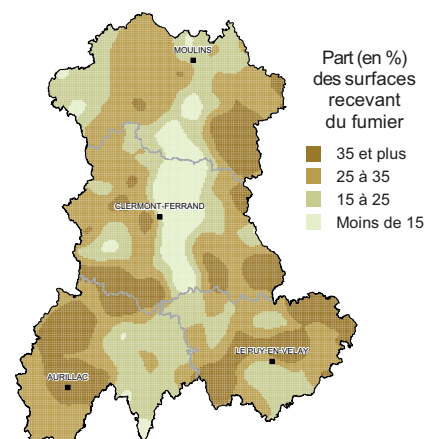 MOULINS
Part (en %)
des surfaces
recevant
du fumier
35 et plus
25 à 35
15 à 25
Moins de 15
CLERMONT-FERRAND
LE PUY-EN-VELAY
AURILLAC